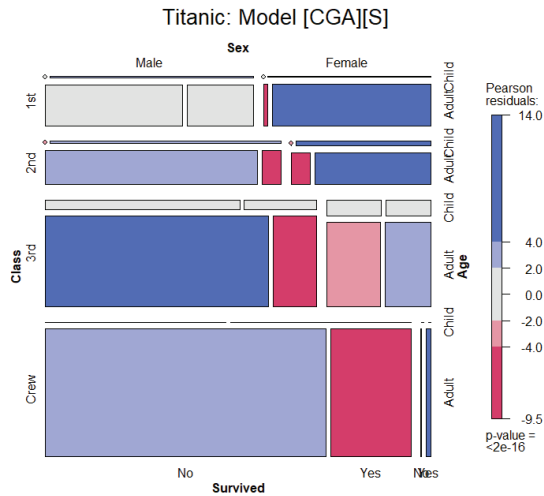 Titanic: Model [CGA][S]
Sex
Male Female
Class
1st
2nd
3rd
Crew
Child
Adult
Child
Adult
Child
Adult
Child
Adult
Age
No Yes No Yes
Survived
Pearson
residuals:
14.0
4.0
2.0
0.0
-2.0
-4.0
-9.5
p-value =
<2e-16